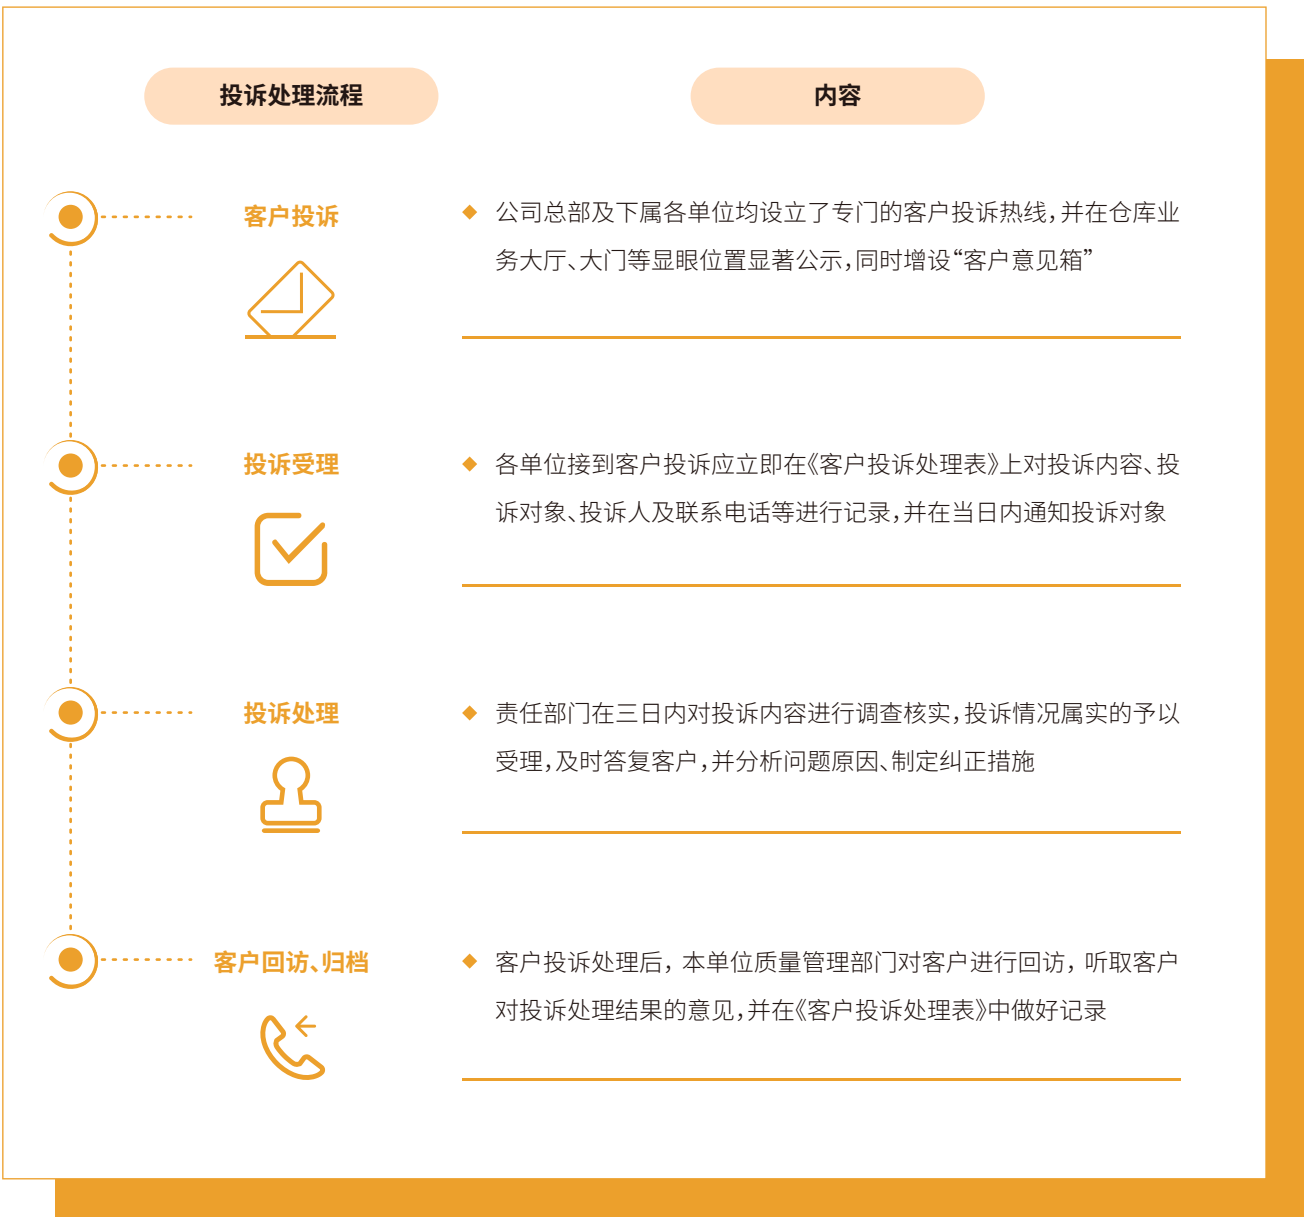 投诉处理流程
内容
客户投诉
公司总部及下属各单位均设立了专门的客户投诉热线，并在仓库业
务大厅、大门等显眼位置显著公示，同时增设“客户意见箱”
投诉受理
各单位接到客户投诉应立即在《客户投诉处理表》上对投诉内容、投
诉对象、投诉人及联系电话等进行记录，并在当日内通知投诉对象
投诉处理
责任部门在三日内对投诉内容进行调查核实，投诉情况属实的予以
受理，及时答复客户，并分析问题原因、制定纠正措施
客户回访、归档
客户投诉处理后，本单位质量管理部门对客户进行回访，听取客户
对投诉处理结果的意见，并在《客户投诉处理表》中做好记录